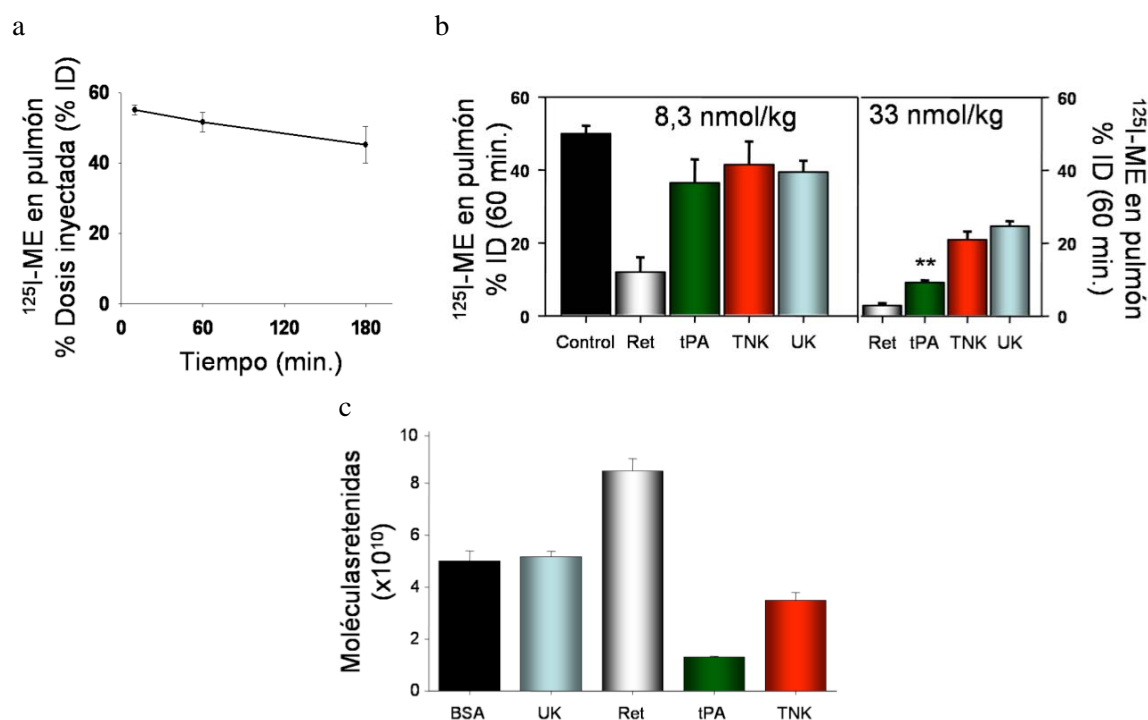 a
¹²⁵I-ME en pulmón
% Dosis inyectada (% ID)
60
40
20
0
0 60 120 180
Tiempo (min.)
b
¹²⁵I-ME en pulmón
% ID (60 min.)
60
40
20
0
8,3 nmol/kg
Control Ret tPA TNK UK
33 nmol/kg
**
Ret tPA TNK UK
60
40
20
0
¹²⁵I-ME en pulmón
% ID (60 min.)
c
Moléculasretenidas
(x10¹⁰)
10
8
6
4
2
0
BSA UK Ret tPA TNK